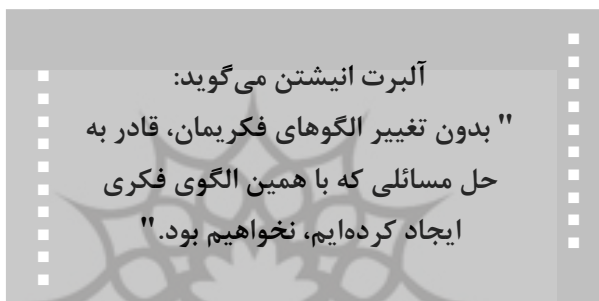 آلبرت انیشتن می‌گوید:
" بدون تغییر الگوهای فکریمان، قادر به
حل مسائلی که با همین الگوی فکری
ایجاد کرده‌ایم، نخواهیم بود."